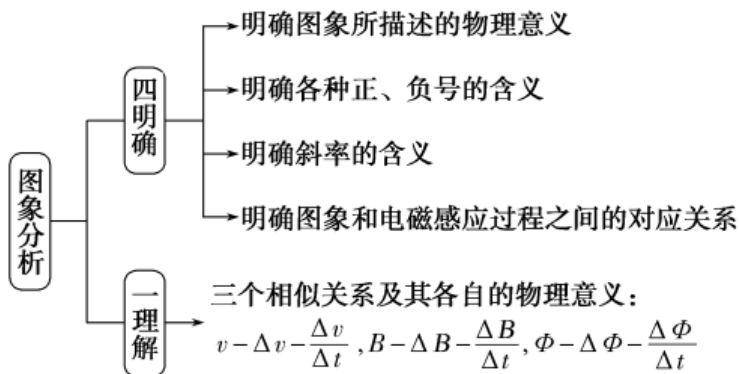 图象分析
四明确
明确图象所描述的物理意义
明确各种正、负号的含义
明确斜率的含义
明确图象和电磁感应过程之间的对应关系
一理解
三个相似关系及其各自的物理意义：
v－Δv－Δv/Δt，B－ΔB－ΔB/Δt，Φ－ΔΦ－ΔΦ/Δt